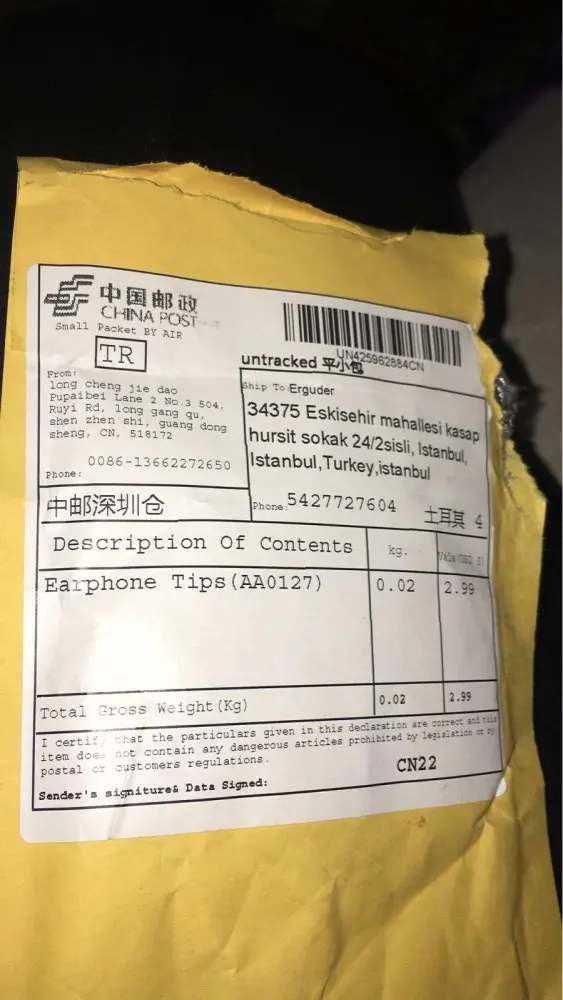 中国邮政
CHINA POST
Small Packet BY AIR
TR
UN425962884CN
untracked 平小包
From:
long cheng jie dao
Pupaibei Lane 2 No.3 504,
Ruyi Rd, long gang qu,
shen zhen shi, guang dong
sheng, CN, 518172
0086-13662272650
Phone:
Ship To: Erguder
34375 Eskisehir mahallesi kasap
hursit sokak 24/2sisli, Istanbul,
Istanbul,Turkey,istanbul
Phone:5427727604
土耳其 4
中邮深圳仓
Description Of Contents
kg.
Earphone Tips(AA0127)
0.02
2.99
Total Gross Weight(Kg)
0.02
2.99
I certify that the particulars given in this declaration are correct and this
item does not contain any dangerous articles prohibited by legislation or by
postal or customers regulations.
CN22
Sender's signiture& Data Signed: